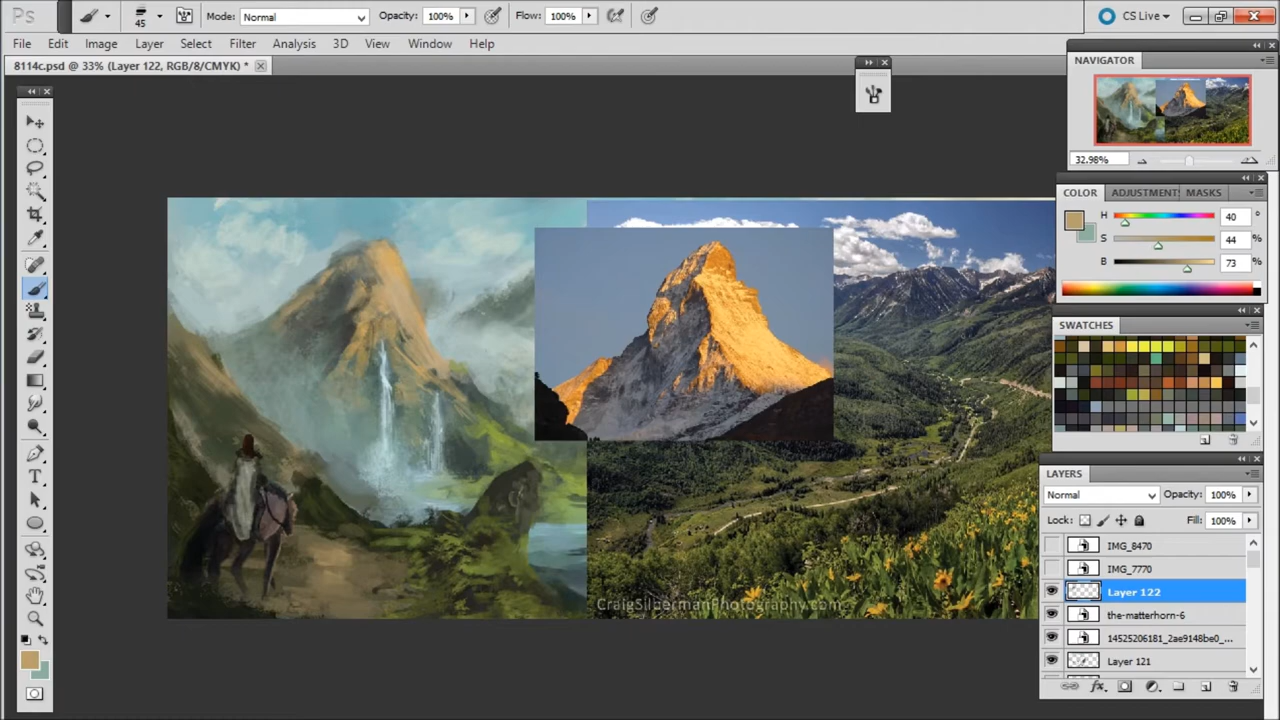 Ps 45 Mode: Normal Opacity: 100% Flow: 100% CS Live
File Edit Image Layer Select Filter Analysis 3D View Window Help
8114c.psd @ 33% (Layer 122, RGB/8/CMYK) *
NAVIGATOR
32.98%
COLOR ADJUSTMENTS MASKS
H 40 °
S 44 %
B 73 %
SWATCHES
LAYERS
Normal Opacity: 100%
Lock: Fill: 100%
IMG_8470
IMG_7770
Layer 122
the-matterhorn-6
14525206181_2ae9148be0_...
Layer 121
T
CraigSilbermanPhotography.com